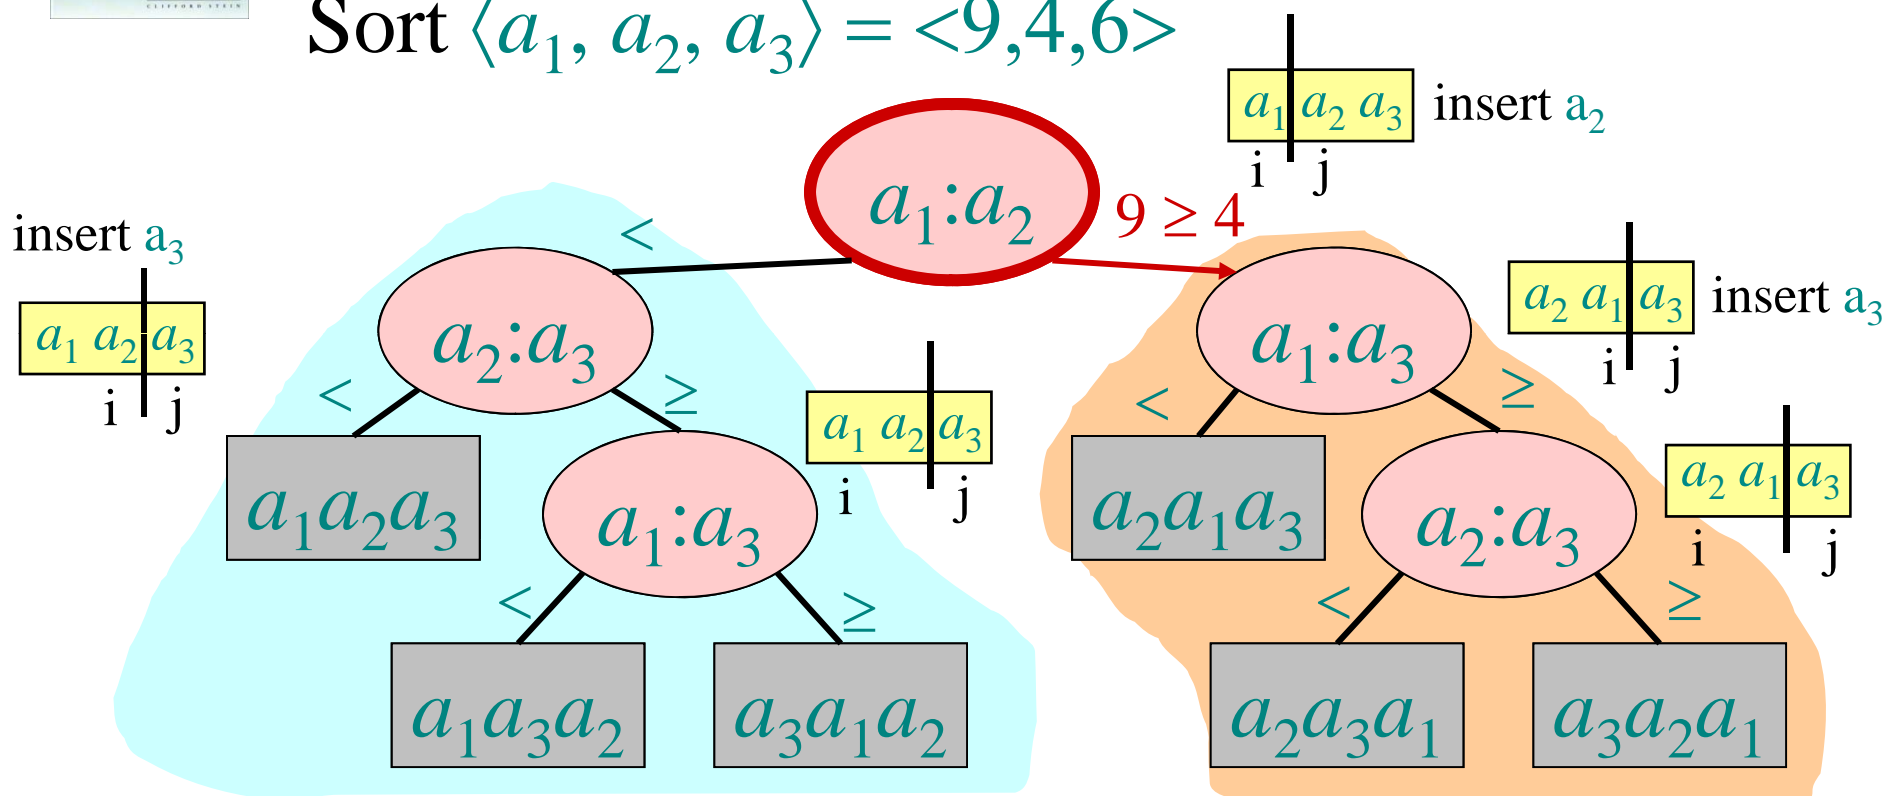 CLIFFORD STEIN
Sort ⟨a₁, a₂, a₃⟩ = <9,4,6>
a₁ a₂ a₃ insert a₂
i j
a₁:a₂
9 ≥ 4
<
insert a₃
a₁ a₂ a₃
i j
a₂:a₃
< ≥
a₁ a₂ a₃
i j
a₁:a₃
a₂ a₁ a₃ insert a₃
i j
< ≥
a₂ a₁ a₃
i j
a₁a₂a₃
a₁:a₃
a₂a₁a₃
a₂:a₃
< ≥
< ≥
a₁a₃a₂
a₃a₁a₂
a₂a₃a₁
a₃a₂a₁